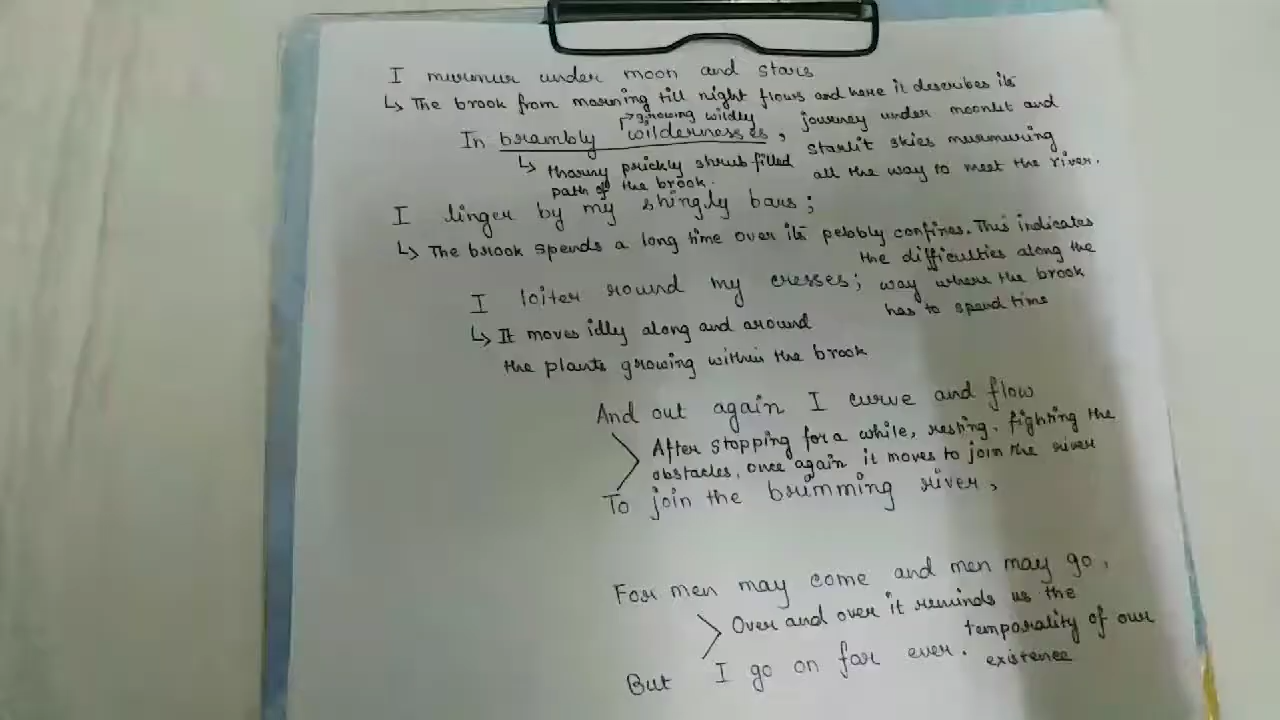 I murmur under moon and stars
↳ The brook from morning till night flows and here it describes its
journey under moonlit and
starlit skies murmuring
all the way to meet the river.
growing wildly
In brambly wildernesses,
↳ thorny prickly shrub filled
path of the brook.
I linger by my shingly bars;
↳ The brook spends a long time over its pebbly confines. This indicates
the difficulties along the
way where the brook
has to spend time
I loiter round my cresses;
↳ It moves idly along and around
the plants growing within the brook
And out again I curve and flow
After stopping for a while, resting, fighting the
obstacles, once again it moves to join the river
To join the brimming river,
For men may come and men may go,
Over and over it reminds us the
temporality of our
existence
But I go on for ever.